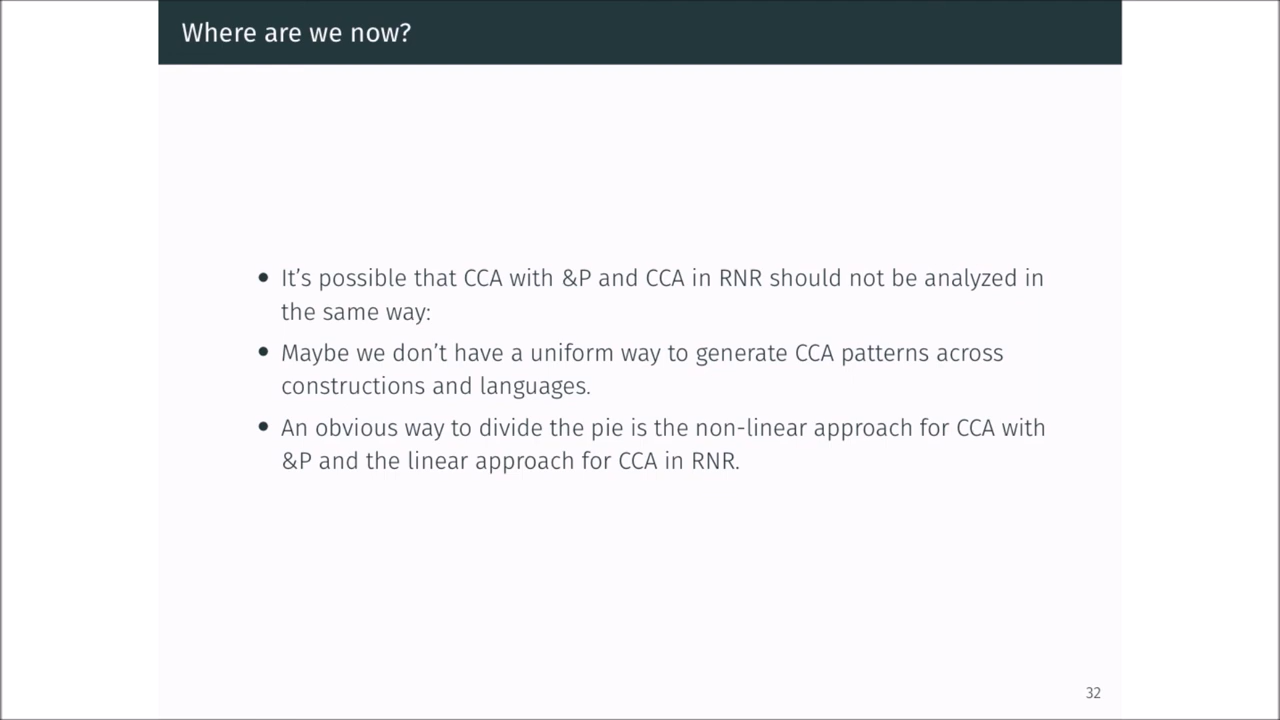 Where are we now?
• It’s possible that CCA with &P and CCA in RNR should not be analyzed in
the same way:
• Maybe we don’t have a uniform way to generate CCA patterns across
constructions and languages.
• An obvious way to divide the pie is the non-linear approach for CCA with
&P and the linear approach for CCA in RNR.
32